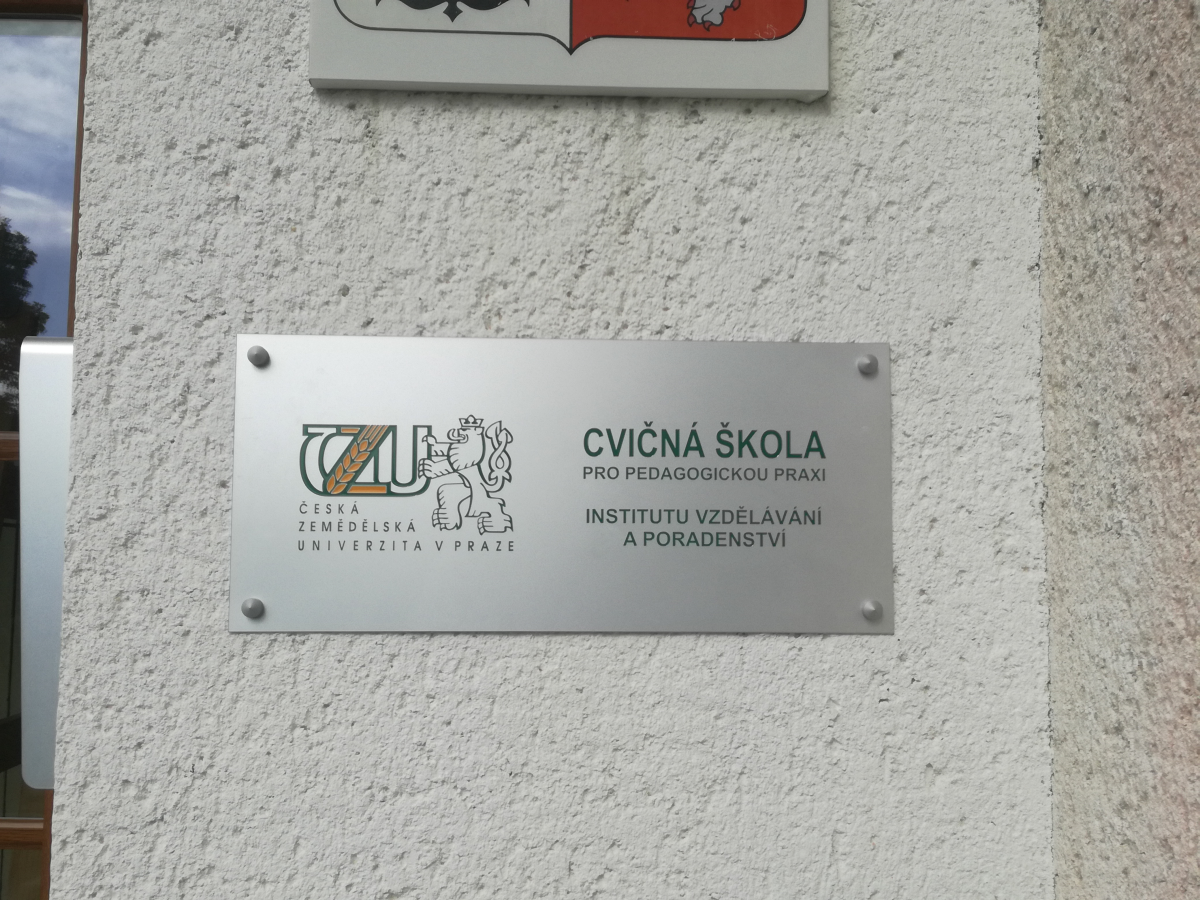 ČZU
ČESKÁ
ZEMĚDĚLSKÁ
UNIVERZITA V PRAZE
CVIČNÁ ŠKOLA
PRO PEDAGOGICKOU PRAXI
INSTITUTU VZDĚLÁVÁNÍ
A PORADENSTVÍ